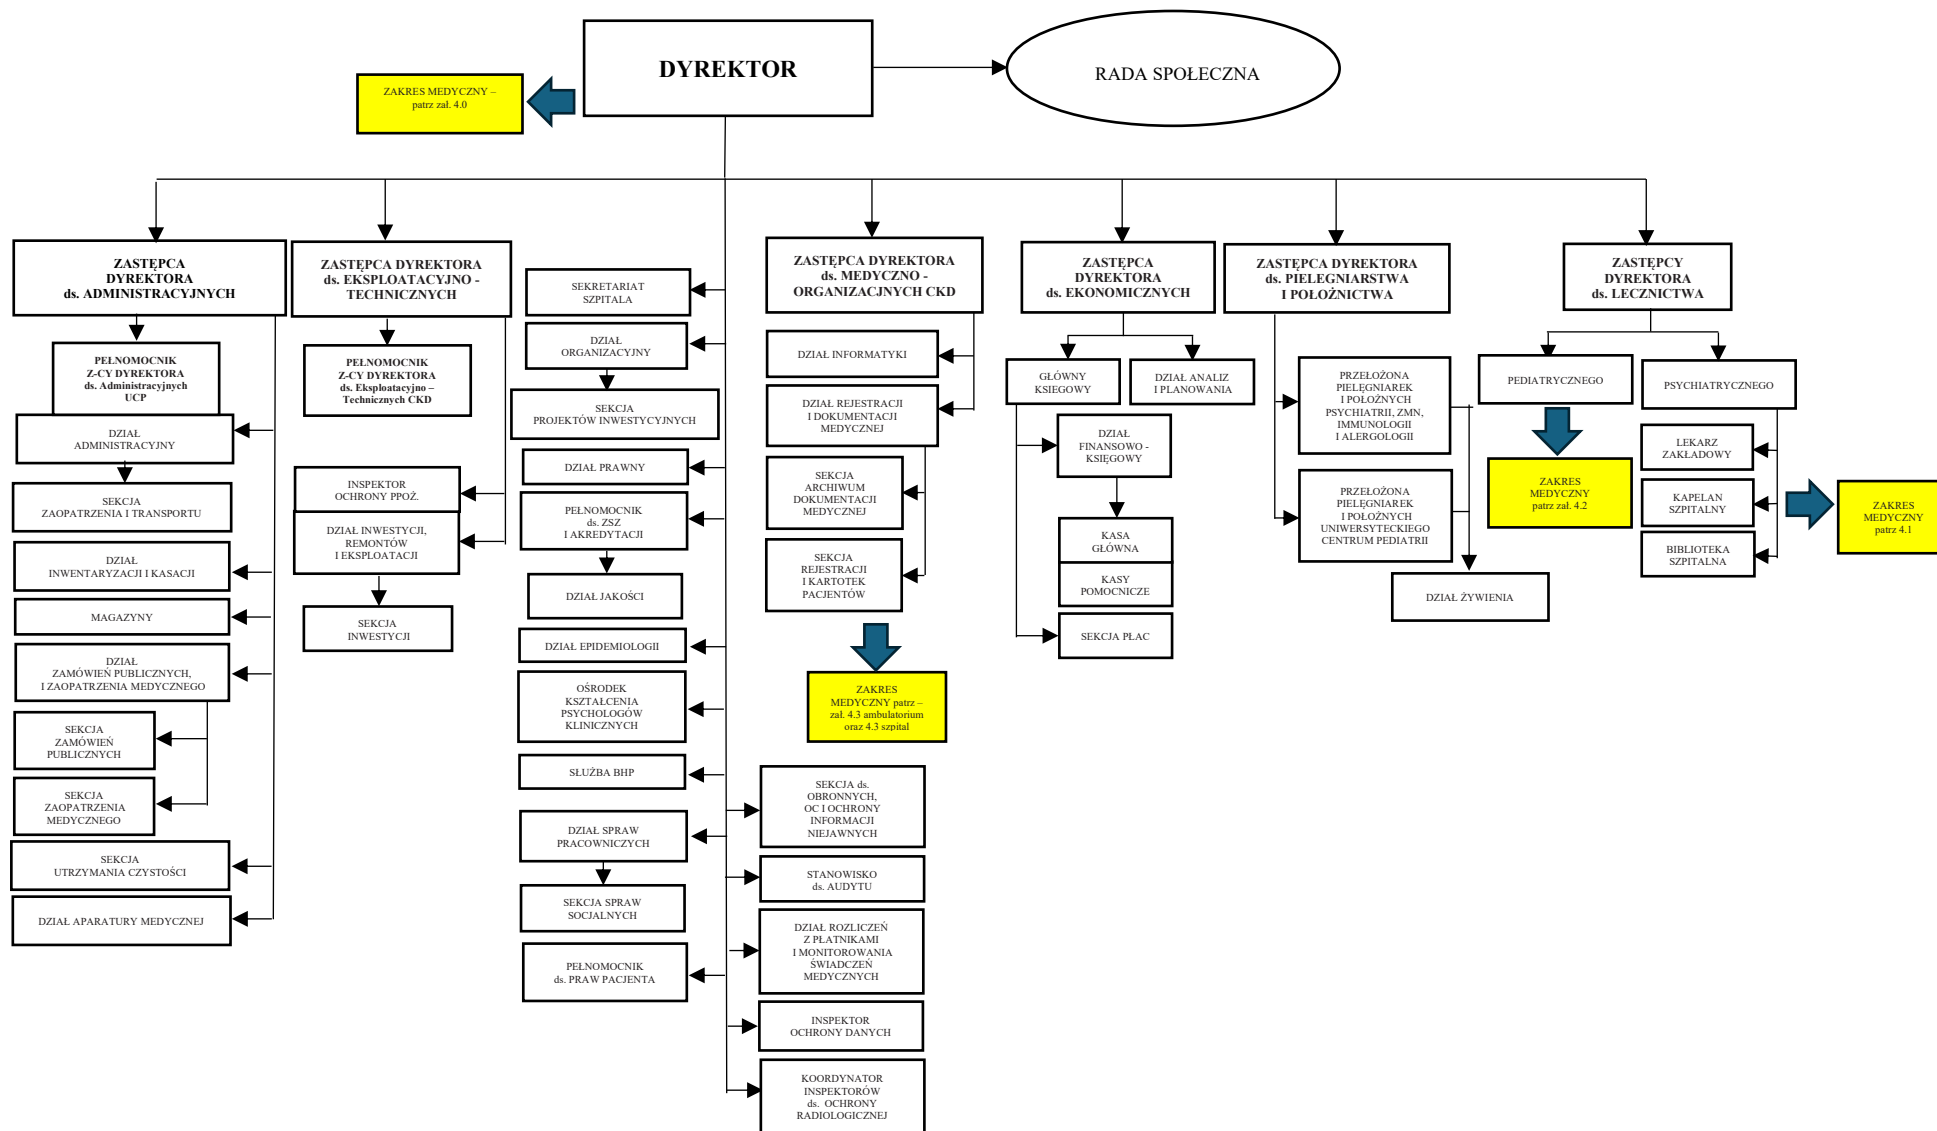 DYREKTOR
RADA SPOŁECZNA
ZAKRES MEDYCZNY –
patrz zał. 4.0
ZASTĘPCA
DYREKTORA
ds. ADMINISTRACYJNYCH
PEŁNOMOCNIK
Z-CY DYREKTORA
ds. Administracyjnych
UCP
DZIAŁ
ADMINISTRACYJNY
SEKCJA
ZAOPATRZENIA I TRANSPORTU
DZIAŁ
INWENTARYZACJI I KASACJI
MAGAZYNY
DZIAŁ
ZAMÓWIEŃ PUBLICZNYCH,
I ZAOPATRZENIA MEDYCZNEGO
SEKCJA
ZAMÓWIEŃ
PUBLICZNYCH
SEKCJA
ZAOPATRZENIA
MEDYCZNEGO
SEKCJA
UTRZYMANIA CZYSTOŚCI
DZIAŁ APARATURY MEDYCZNEJ
ZASTĘPCA DYREKTORA
ds. EKSPLOATACYJNO -
TECHNICZNYCH
PEŁNOMOCNIK
Z-CY DYREKTORA
ds. Eksploatacyjno –
Technicznych CKD
INSPEKTOR
OCHRONY PPOŻ.
DZIAŁ INWESTYCJI,
REMONTÓW
I EKSPLOATACJI
SEKCJA
INWESTYCJI
SEKRETARIAT
SZPITALA
DZIAŁ
ORGANIZACYJNY
SEKCJA
PROJEKTÓW INWESTYCYJNYCH
DZIAŁ PRAWNY
PEŁNOMOCNIK
ds. ZSZ
I AKREDYTACJI
DZIAŁ JAKOŚCI
DZIAŁ EPIDEMIOLOGII
OŚRODEK
KSZTAŁCENIA
PSYCHOLOGÓW
KLINICZNYCH
SŁUŻBA BHP
DZIAŁ SPRAW
PRACOWNICZYCH
SEKCJA SPRAW
SOCJALNYCH
PEŁNOMOCNIK
ds. PRAW PACJENTA
ZASTĘPCA DYREKTORA
ds. MEDYCZNO -
ORGANIZACJNYCH CKD
DZIAŁ INFORMATYKI
DZIAŁ REJESTRACJI
I DOKUMENTACJI
MEDYCZNEJ
SEKCJA
ARCHIWUM
DOKUMENTACJI
MEDYCZNEJ
SEKCJA
REJESTRACJI
I KARTOTEK
PACJENTÓW
ZAKRES
MEDYCZNY patrz –
zał. 4.3 ambulatorium
oraz 4.3 szpital
SEKCJA ds.
OBRONNYCH,
OC I OCHRONY
INFORMACJI
NIEJAWNYCH
STANOWISKO
ds. AUDYTU
DZIAŁ ROZLICZEŃ
Z PŁATNIKAMI
I MONITOROWANIA
ŚWIADCZEŃ
MEDYCZNYCH
INSPEKTOR
OCHRONY DANYCH
KOORDYNATOR
INSPEKTORÓW
ds. OCHRONY
RADIOLOGICZNEJ
ZASTĘPCA
DYREKTORA
ds. EKONOMICZNYCH
GŁÓWNY
KSIEGOWY
DZIAŁ ANALIZ
I PLANOWANIA
DZIAŁ
FINANSOWO -
KSIĘGOWY
KASA
GŁÓWNA
KASY
POMOCNICZE
SEKCJA PŁAC
ZASTĘPCA DYREKTORA
ds. PIELEGNIARSTWA
I POŁOŻNICTWA
PRZEŁOŻONA
PIELĘGNIAREK
I POŁOŻNYCH
PSYCHIATRII, ZMN,
IMMUNOLOGII
I ALERGOLOGII
PRZEŁOŻONA
PIELĘGNIAREK
I POŁOŻNYCH
UNIWERSYTECKIEGO
CENTRUM PEDIATRII
DZIAŁ ŻYWIENIA
ZASTĘPCY
DYREKTORA
ds. LECZNICTWA
PEDIATRYCZNEGO
ZAKRES
MEDYCZNY
patrz zał. 4.2
PSYCHIATRYCZNEGO
LEKARZ
ZAKŁADOWY
KAPELAN
SZPITALNY
BIBLIOTEKA
SZPITALNA
ZAKRES
MEDYCZNY
patrz 4.1